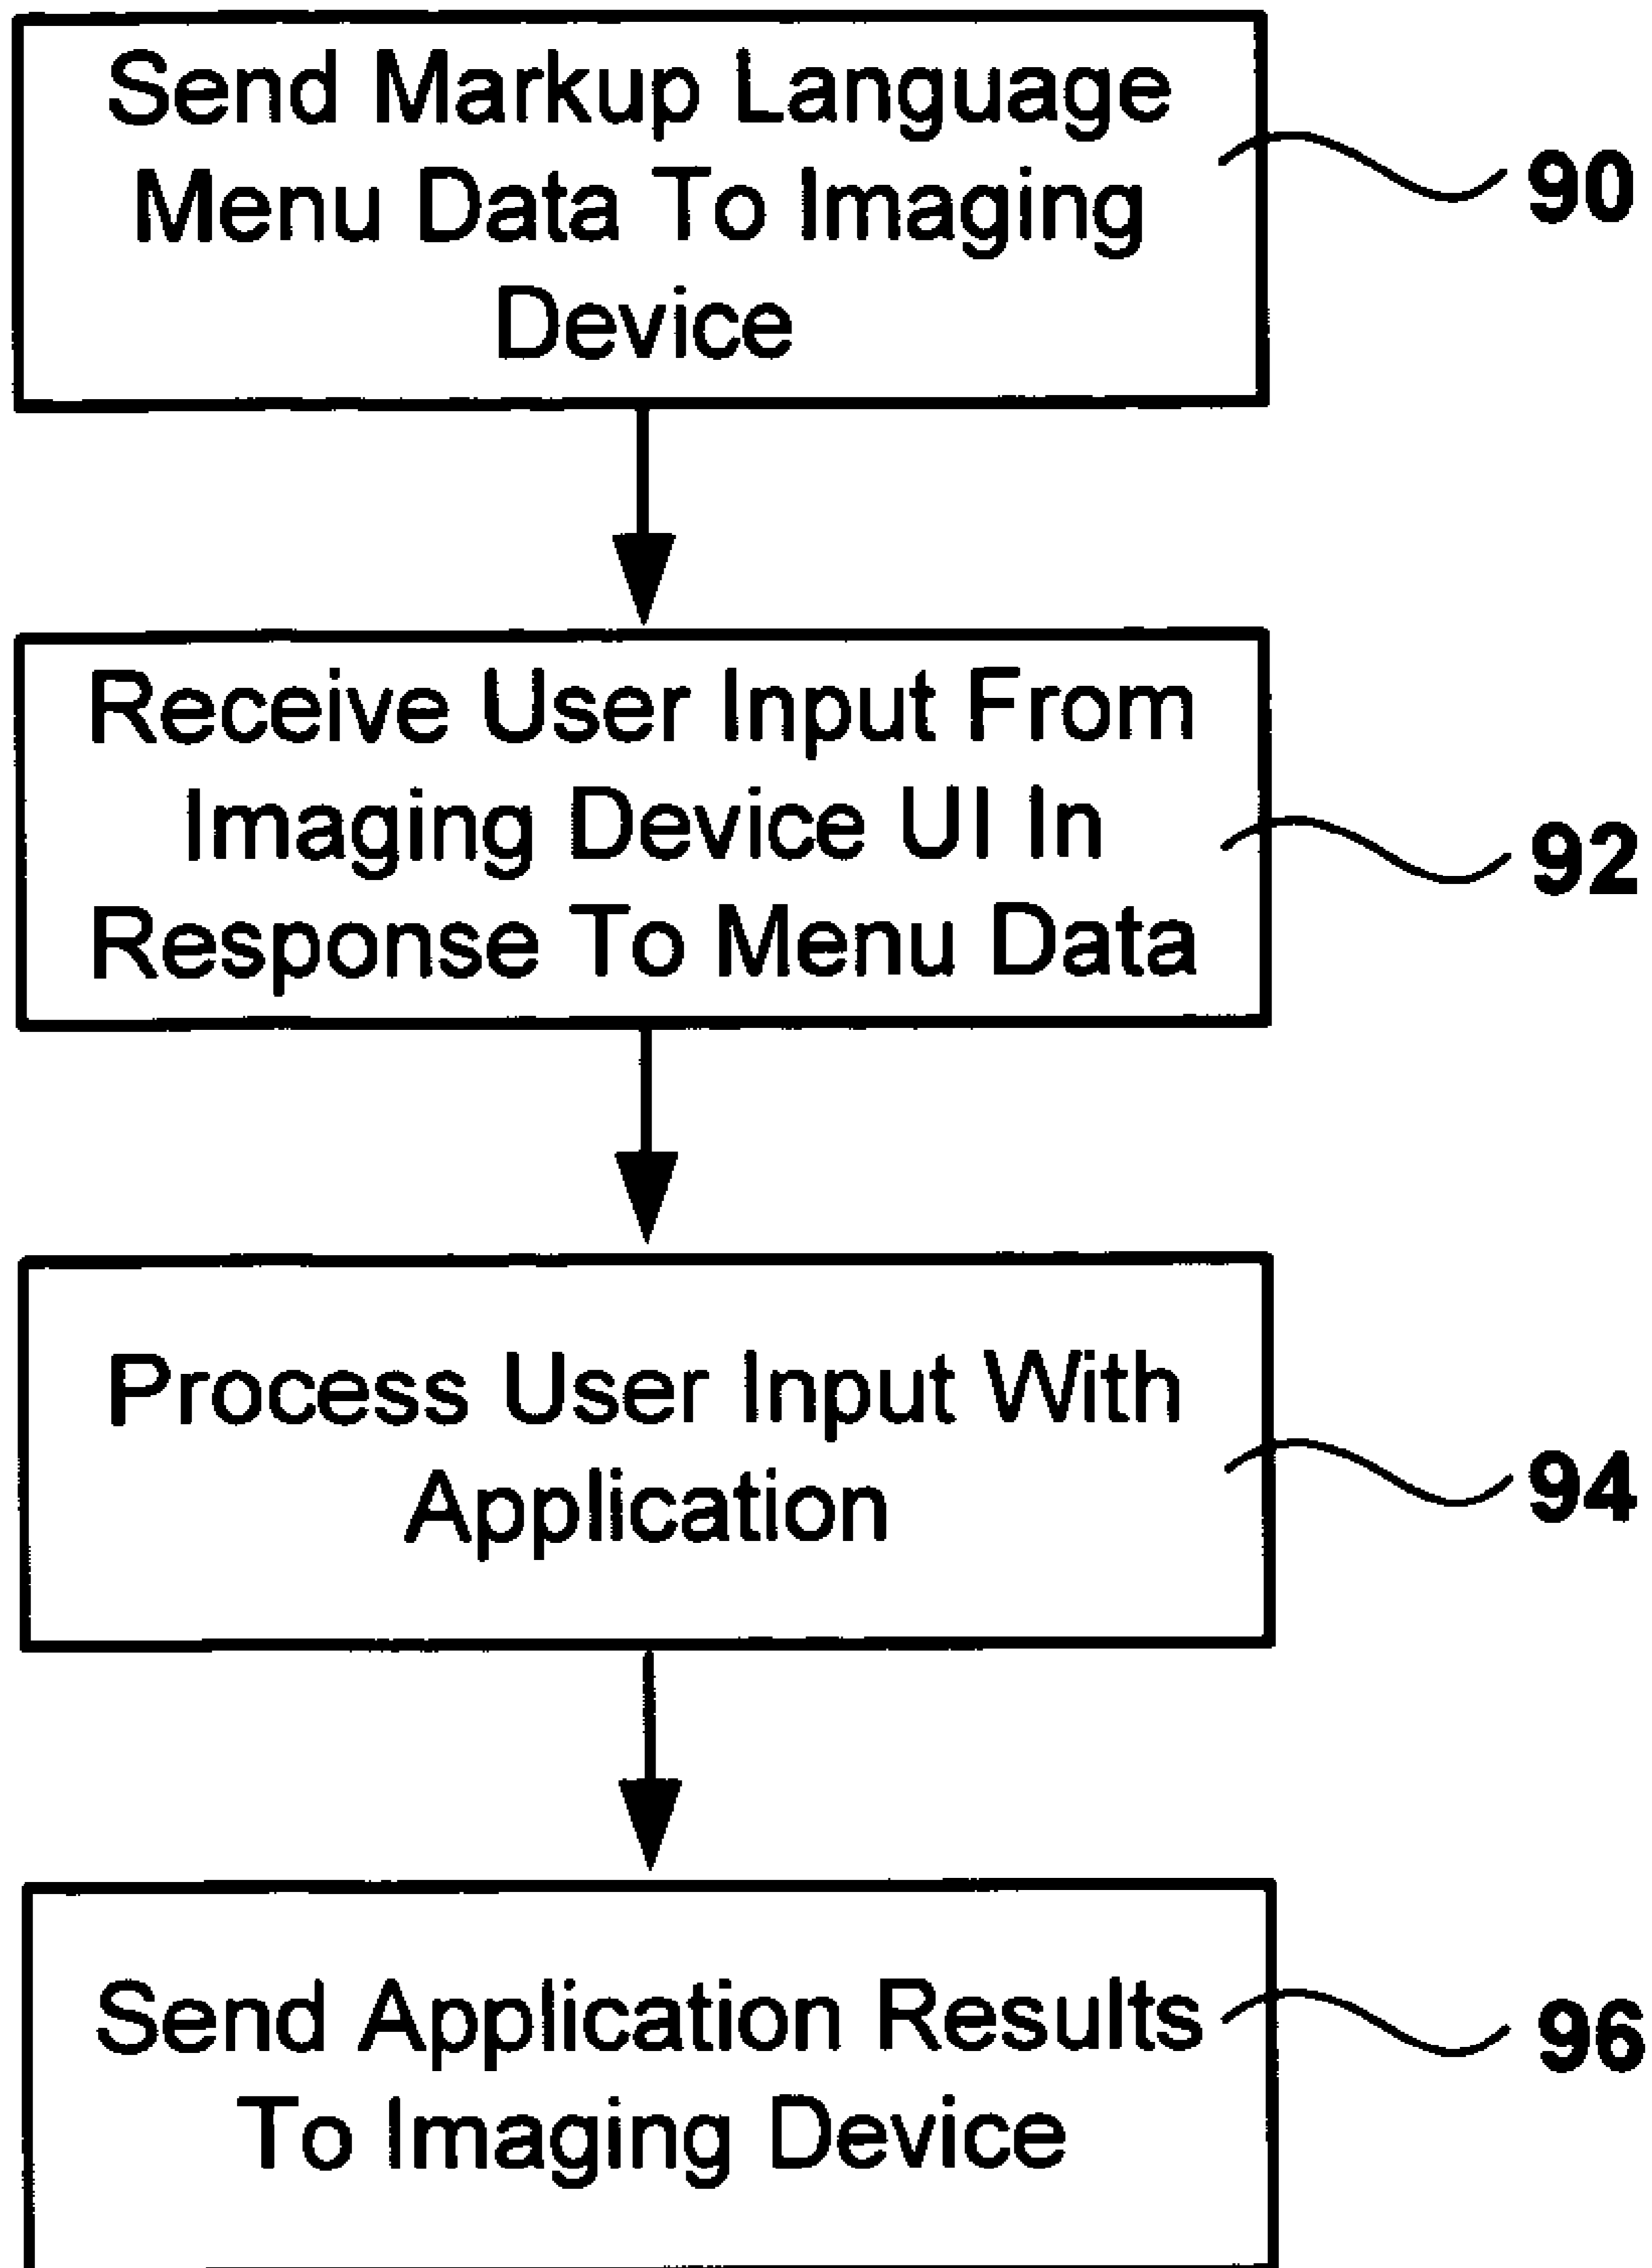 Send Markup Language
Menu Data To Imaging
Device
90
Receive User Input From
Imaging Device UI In
Response To Menu Data
92
Process User Input With
Application
94
Send Application Results
To Imaging Device
96